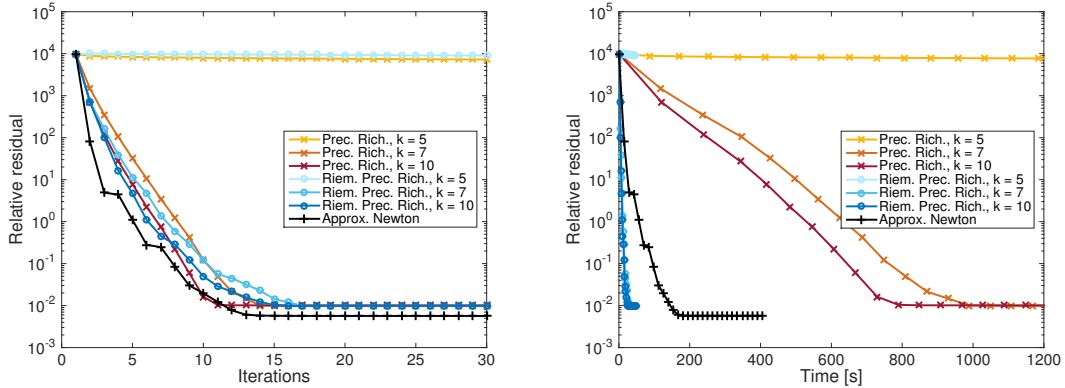 10^5
10^4
10^3
10^2
10^1
10^0
10^-1
10^-2
10^-3
Relative residual
0 5 10 15 20 25 30
Iterations
Prec. Rich., k = 5
Prec. Rich., k = 7
Prec. Rich., k = 10
Riem. Prec. Rich., k = 5
Riem. Prec. Rich., k = 7
Riem. Prec. Rich., k = 10
Approx. Newton
10^5
10^4
10^3
10^2
10^1
10^0
10^-1
10^-2
10^-3
Relative residual
0 200 400 600 800 1000 1200
Time [s]
Prec. Rich., k = 5
Prec. Rich., k = 7
Prec. Rich., k = 10
Riem. Prec. Rich., k = 5
Riem. Prec. Rich., k = 7
Riem. Prec. Rich., k = 10
Approx. Newton